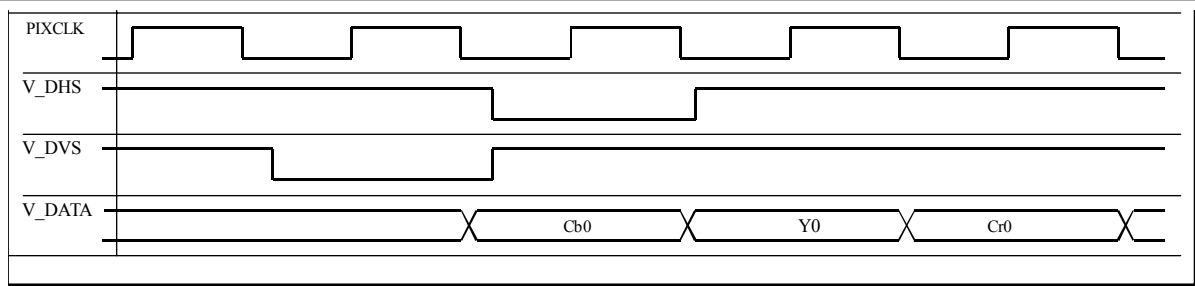 PIXCLK
V_DHS
V_DVS
V_DATA
Cb0 Y0 Cr0